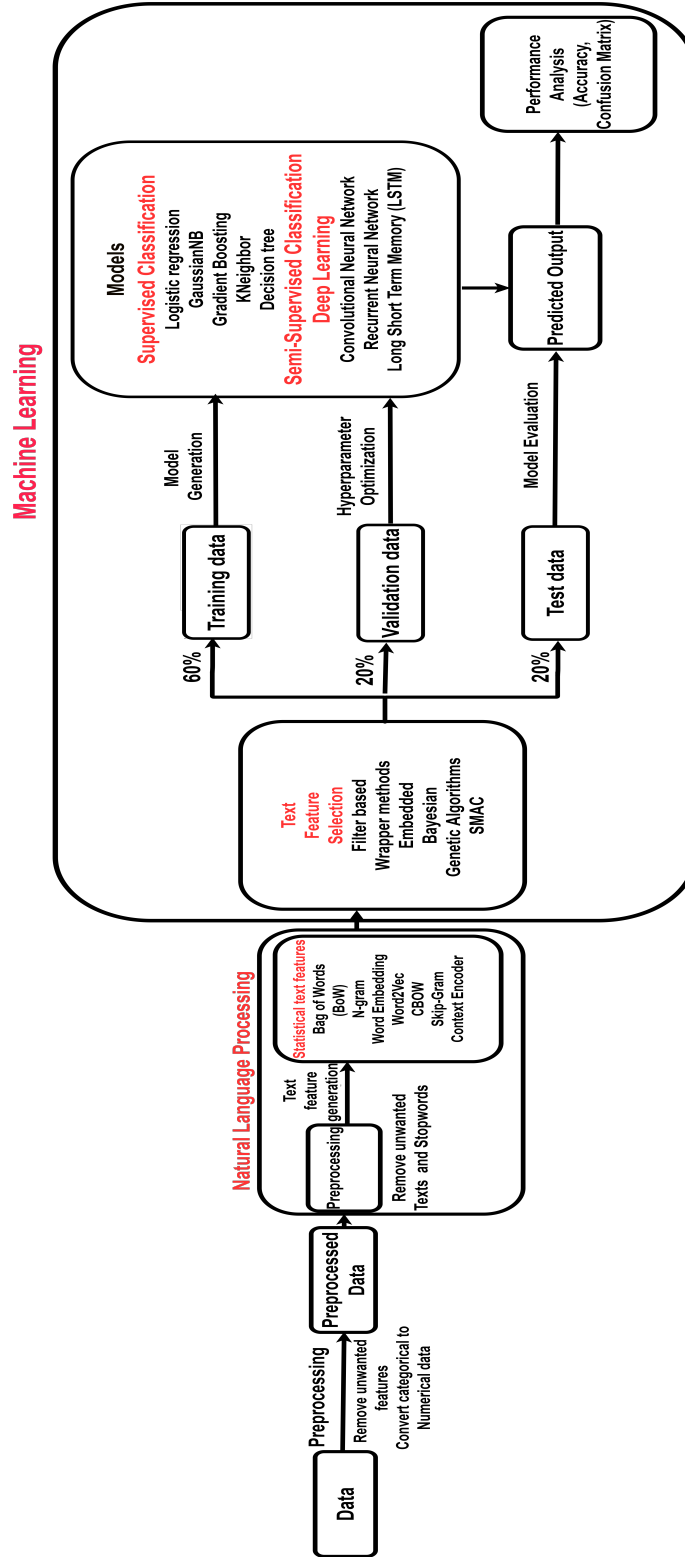 Machine Learning
Natural Language Processing
Data
Preprocessing
Remove unwanted
features
Convert categorical to
Numerical data
Preprocessed
Data
Preprocessing
Remove unwanted
Texts and Stopwords
Text
feature
generation
Statistical text features
Bag of Words
(BoW)
N-gram
Word Embedding
Word2Vec
CBOW
Skip-Gram
Context Encoder
Text
Feature
Selection
Filter based
Wrapper methods
Embedded
Bayesian
Genetic Algorithms
SMAC
60%
20%
20%
Training data
Validation data
Test data
Model
Generation
Hyperparameter
Optimization
Model Evaluation
Models
Supervised Classification
Logistic regression
GaussianNB
Gradient Boosting
KNeighbor
Decision tree
Semi-Supervised Classification
Deep Learning
Convolutional Neural Network
Recurrent Neural Network
Long Short Term Memory (LSTM)
Predicted Output
Performance
Analysis
(Accuracy,
Confusion Matrix)